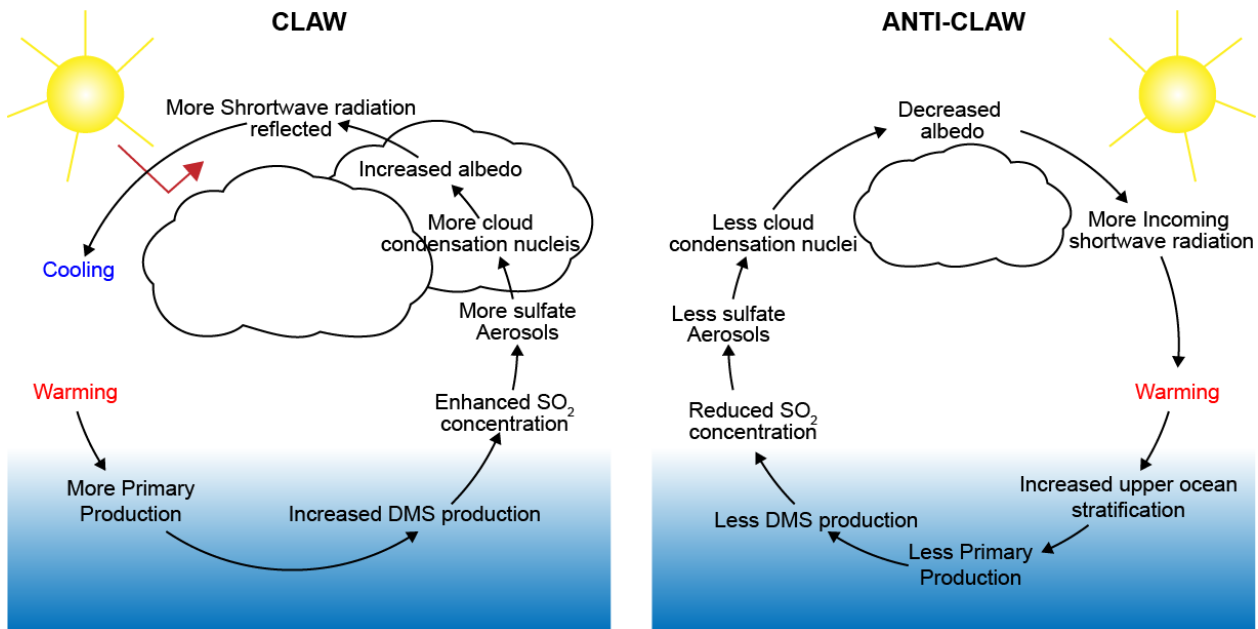 CLAW
More Shrortwave radiation
reflected
Increased albedo
More cloud
condensation nucleis
Cooling
More sulfate
Aerosols
Warming
Enhanced SO₂
concentration
More Primary
Production
Increased DMS production
ANTI-CLAW
Decreased
albedo
Less cloud
condensation nuclei
More Incoming
shortwave radiation
Less sulfate
Aerosols
Warming
Reduced SO₂
concentration
Increased upper ocean
stratification
Less DMS production
Less Primary
Production